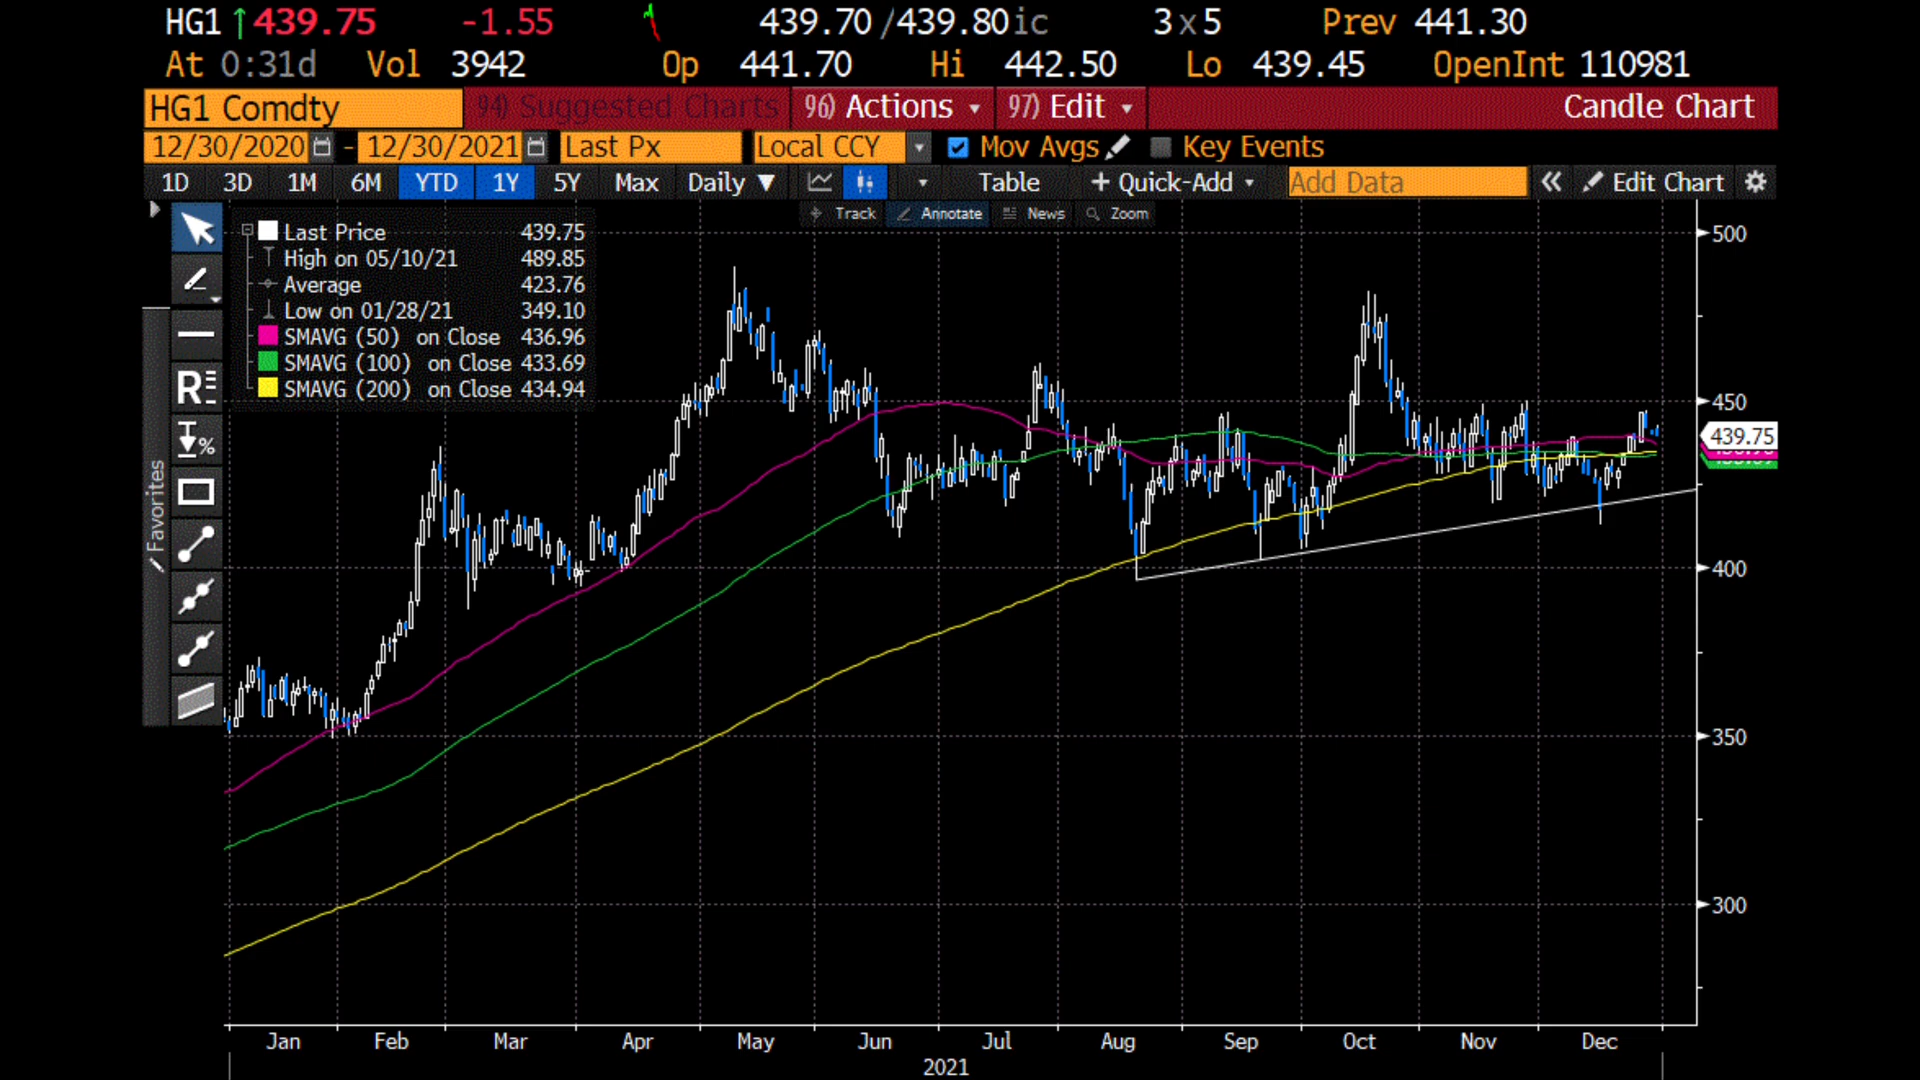 HG1 ↑439.75 -1.55 439.70 /439.80 ic 3 x 5 Prev 441.30
At 0:31d Vol 3942 Op 441.70 Hi 442.50 Lo 439.45 OpenInt 110981
HG1 Comdty 94) Suggested Charts 96) Actions 97) Edit Candle Chart
12/30/2020 - 12/30/2021 Last Px Local CCY Mov Avgs Key Events
1D 3D 1M 6M YTD 1Y 5Y Max Daily ▼ Table + Quick-Add Add Data « Edit Chart
Track Annotate News Zoom
Last Price 439.75
High on 05/10/21 489.85
Average 423.76
Low on 01/28/21 349.10
SMAVG (50) on Close 436.96
SMAVG (100) on Close 433.69
SMAVG (200) on Close 434.94
Favorites
R
%
500
450
439.75
400
350
300
Jan Feb Mar Apr May Jun Jul Aug Sep Oct Nov Dec
2021